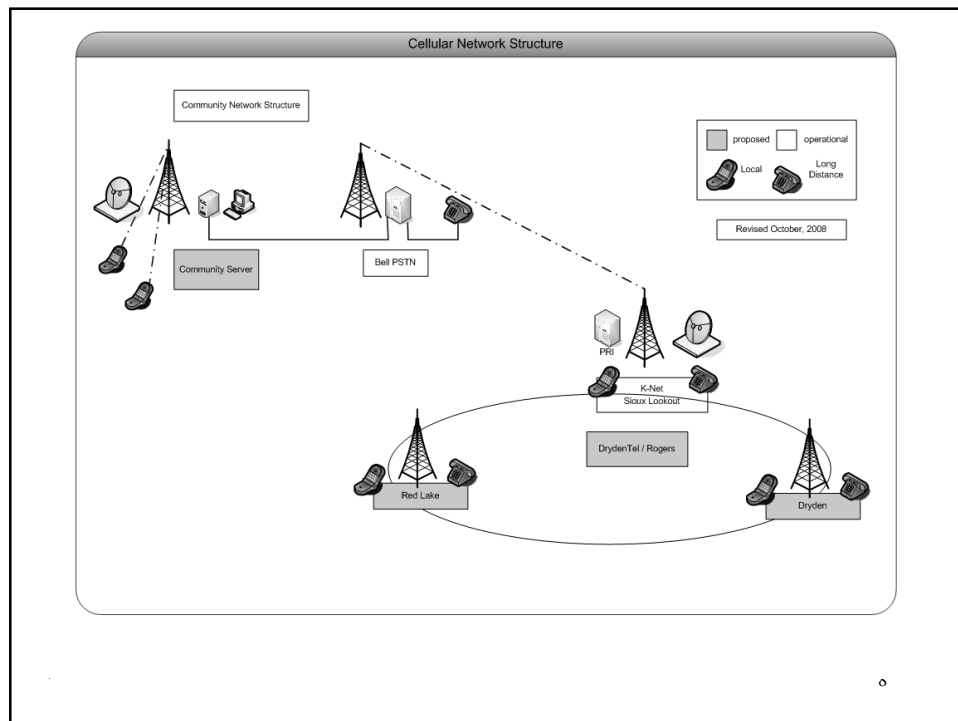 Cellular Network Structure
Community Network Structure
proposed
operational
Local
Long
Distance
Revised October, 2008
Community Server
Bell PSTN
PRI
K-Net
Sioux Lookout
DrydenTel / Rogers
Red Lake
Dryden